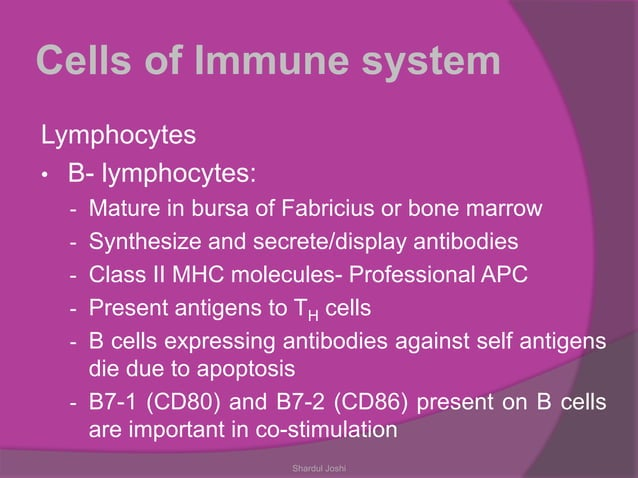 Cells of Immune system
Lymphocytes
• B- lymphocytes:
- Mature in bursa of Fabricius or bone marrow
- Synthesize and secrete/display antibodies
- Class II MHC molecules- Professional APC
- Present antigens to TH cells
- B cells expressing antibodies against self antigens
die due to apoptosis
- B7-1 (CD80) and B7-2 (CD86) present on B cells
are important in co-stimulation
Shardul Joshi